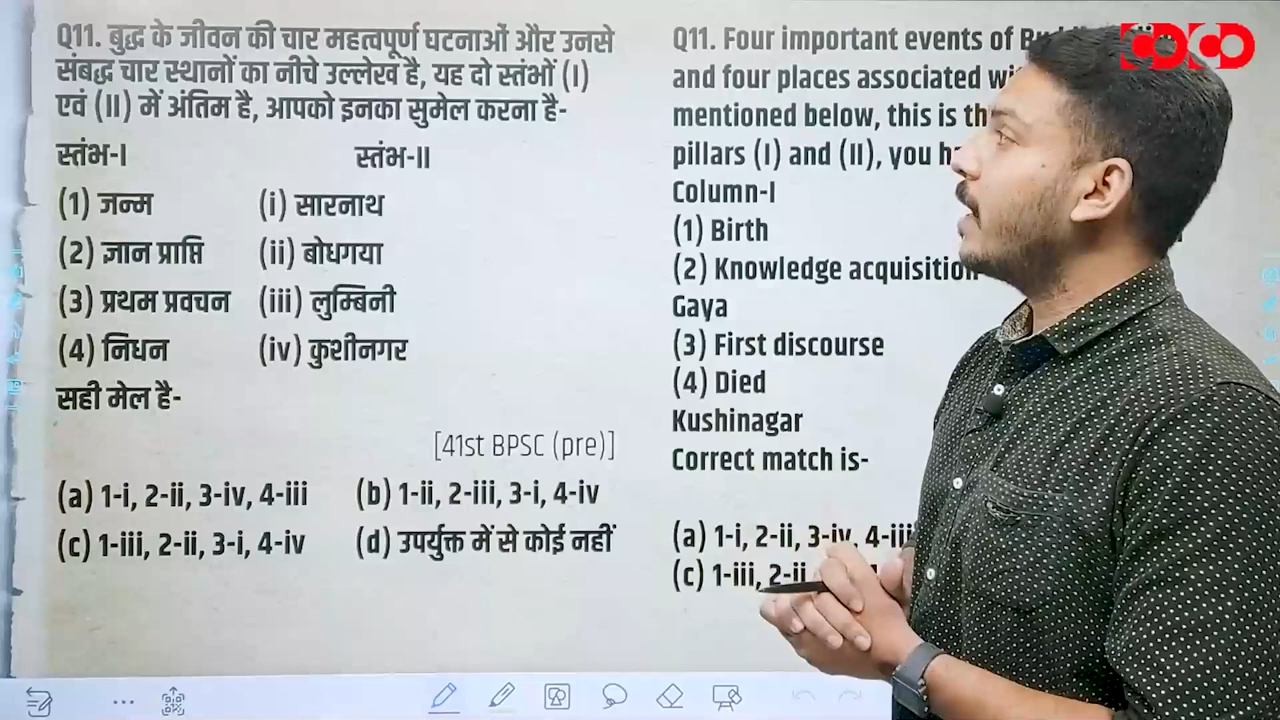 Q11. बुद्ध के जीवन की चार महत्वपूर्ण घटनाओं और उनसे
संबद्ध चार स्थानों का नीचे उल्लेख है, यह दो स्तंभों (I)
एवं (II) में अंतिम है, आपको इनका सुमेल करना है-
स्तंभ-I स्तंभ-II
(1) जन्म (i) सारनाथ
(2) ज्ञान प्राप्ति (ii) बोधगया
(3) प्रथम प्रवचन (iii) लुम्बिनी
(4) निधन (iv) कुशीनगर
सही मेल है-
[41st BPSC (pre)]
(a) 1-i, 2-ii, 3-iv, 4-iii (b) 1-ii, 2-iii, 3-i, 4-iv
(c) 1-iii, 2-ii, 3-i, 4-iv (d) उपर्युक्त में से कोई नहीं
Q11. Four important events of
and four places associated
mentioned below, this is
pillars (I) and (II), you
Column-I
(1) Birth
(2) Knowledge acquisition
Gaya
(3) First discourse
(4) Died
Kushinagar
Correct match is-
(a) 1-i, 2-ii, 3-iv, 4-iii
(c) 1-iii, 2-ii